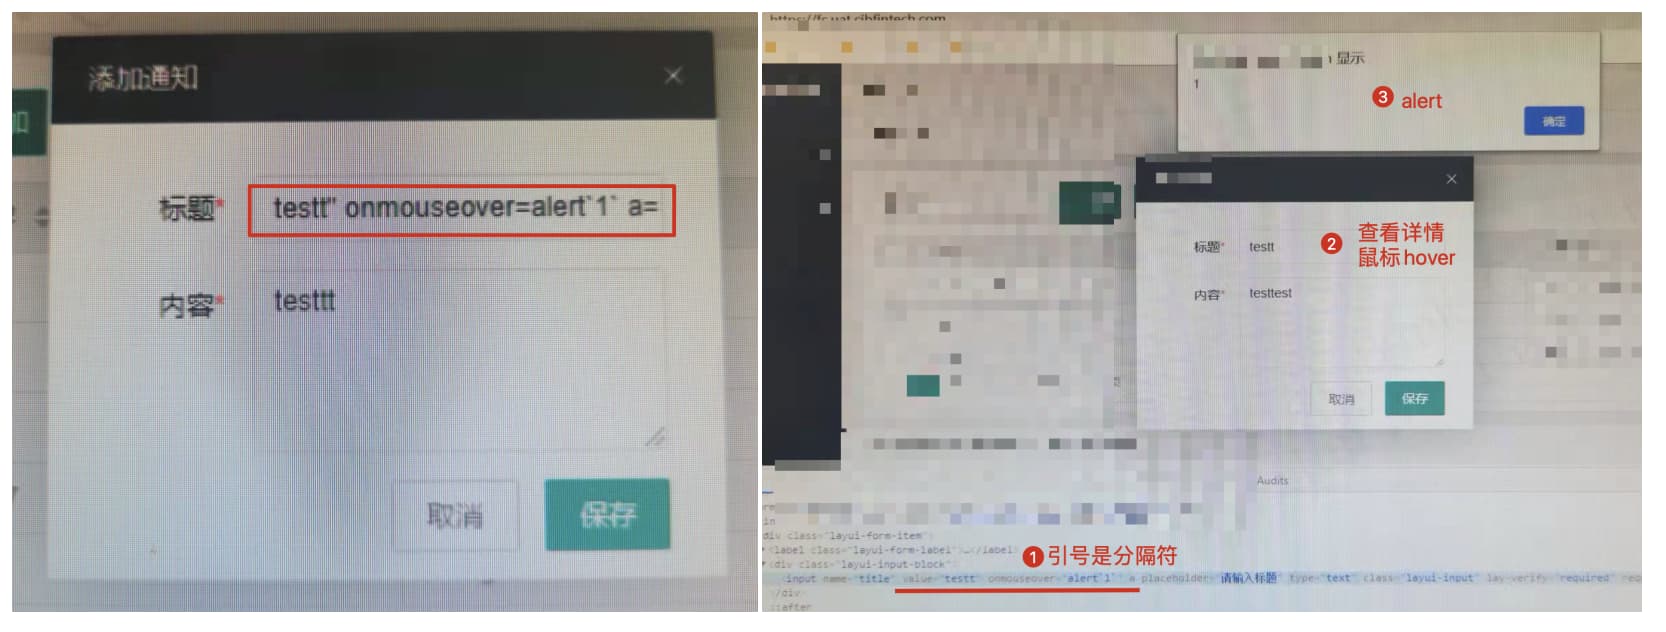 添加通知
标题* testt" onmouseover=alert`1` a=
内容* testtt
取消 保存
https://fs.uat.cibfintech.com
显示
1
3 alert
确定
标题* testt
2 查看详情
鼠标hover
内容* testtest
取消 保存
Audits
div class="layui-form-item"
<label class="layui-form-label">…</label>
<div class="layui-input-block">
1 引号是分隔符
<input name="title" value="testt" onmouseover="alert`1`" a placeholder="请输入标题" type="text" class="layui-input" lay-verify="required" req
</div>
::after